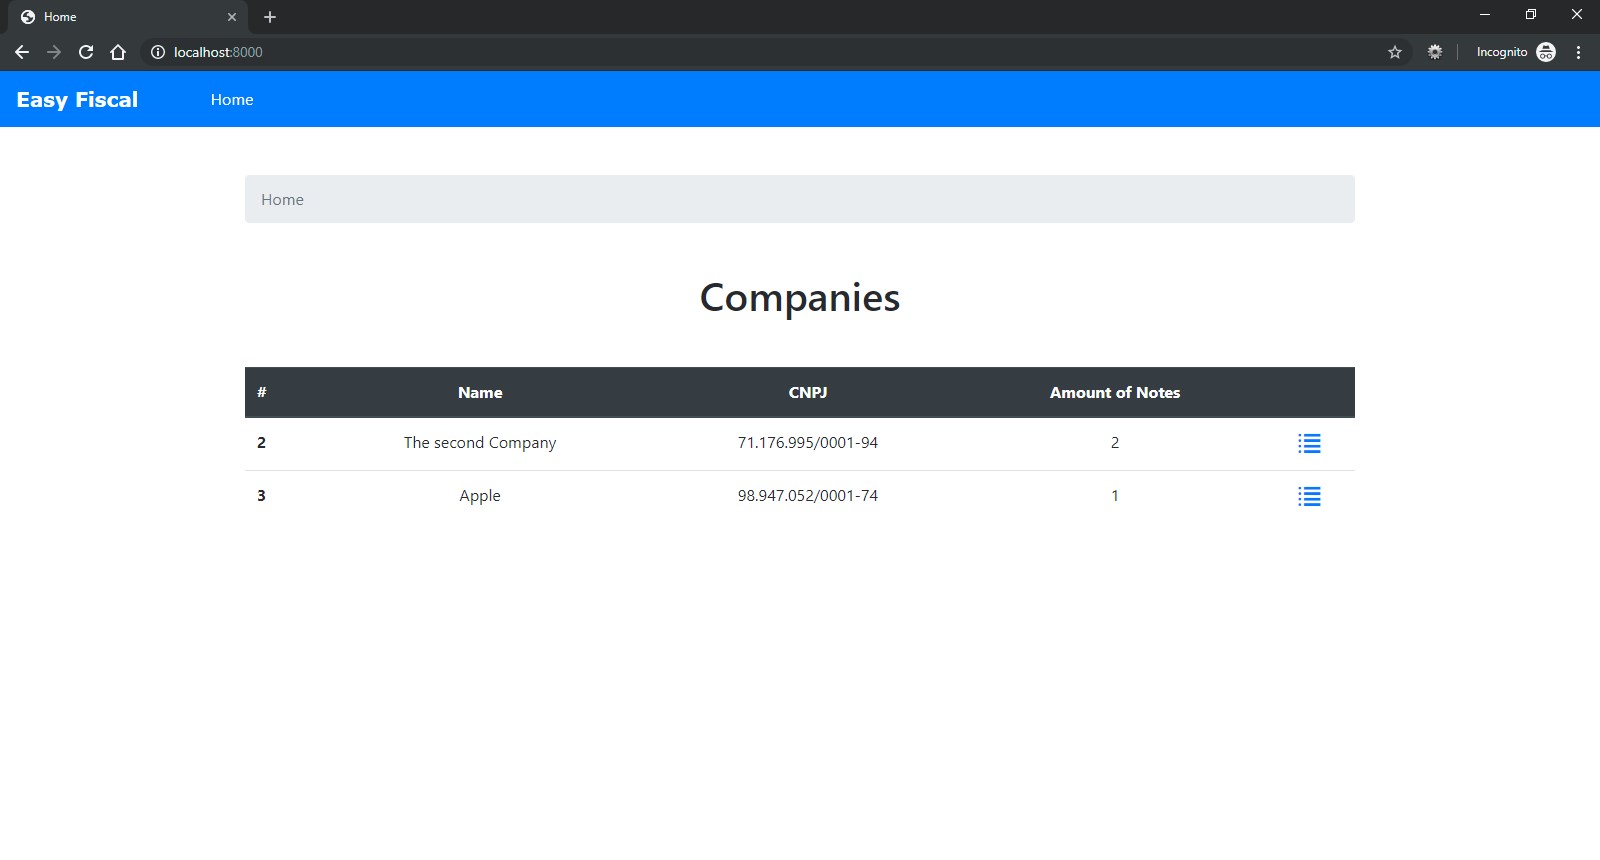 Home
localhost:8000
Incognito
Easy Fiscal Home
Home
Companies
# Name CNPJ Amount of Notes
2 The second Company 71.176.995/0001-94 2
3 Apple 98.947.052/0001-74 1